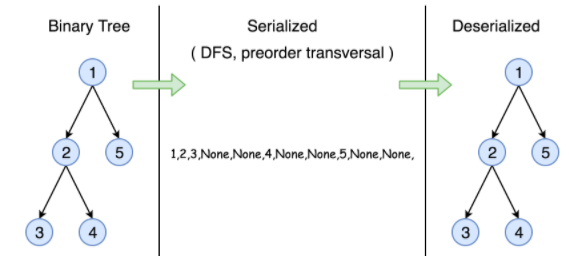 Binary Tree
Serialized
Deserialized
( DFS, preorder transversal )
1
1
2
5
1,2,3,None,None,4,None,None,5,None,None,
2
5
3
4
3
4